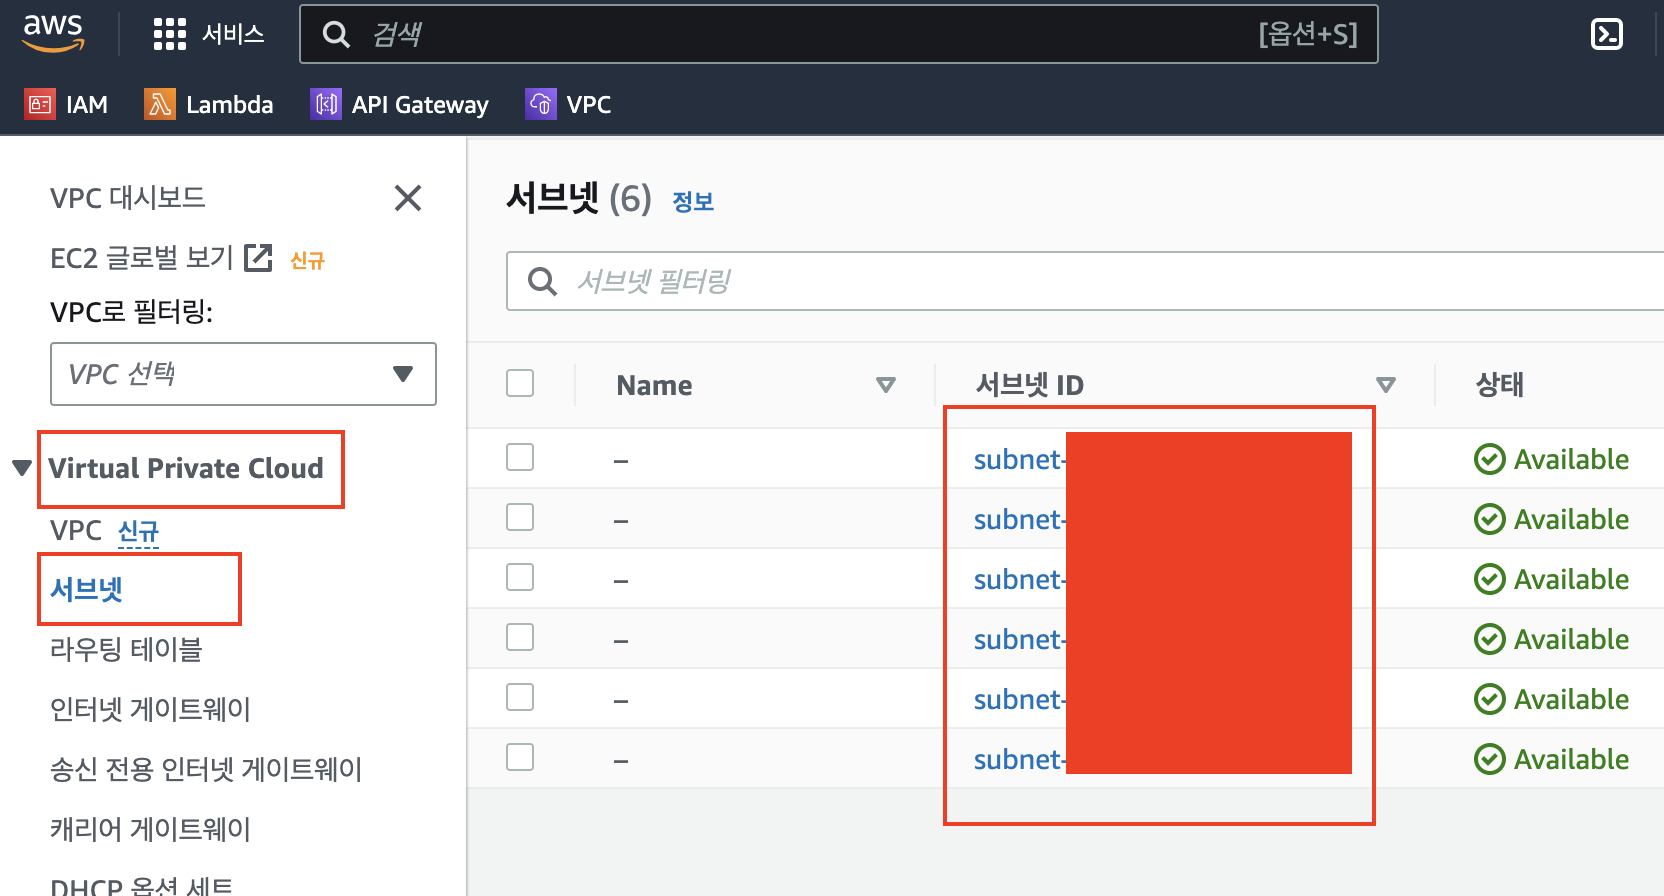 aws 서비스 검색 [옵션+S]
IAM Lambda API Gateway VPC
VPC 대시보드
EC2 글로벌 보기 신규
VPC로 필터링:
VPC 선택
Virtual Private Cloud
VPC 신규
서브넷
라우팅 테이블
인터넷 게이트웨이
송신 전용 인터넷 게이트웨이
캐리어 게이트웨이
DHCP 옵션 세트
서브넷 (6) 정보
서브넷 필터링
Name 서브넷 ID 상태
– subnet- Available
– subnet- Available
– subnet- Available
– subnet- Available
– subnet- Available
– subnet- Available